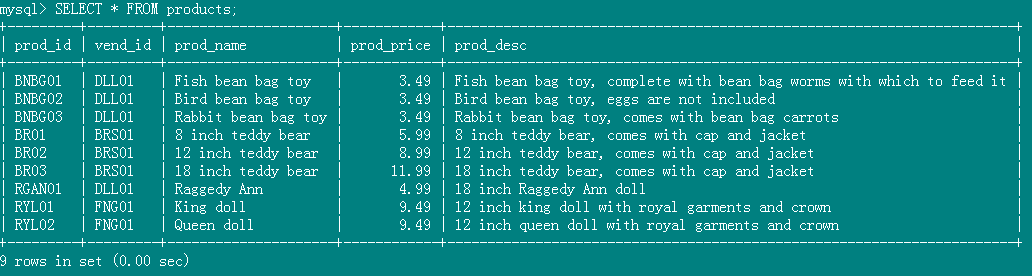 mysql> SELECT * FROM products;
+---------+---------+---------------------+------------+-----------------------------------------------------------------------+
| prod_id | vend_id | prod_name           | prod_price | prod_desc                                                             |
+---------+---------+---------------------+------------+-----------------------------------------------------------------------+
| BNBG01  | DLL01   | Fish bean bag toy   |       3.49 | Fish bean bag toy, complete with bean bag worms with which to feed it |
| BNBG02  | DLL01   | Bird bean bag toy   |       3.49 | Bird bean bag toy, eggs are not included                              |
| BNBG03  | DLL01   | Rabbit bean bag toy |       3.49 | Rabbit bean bag toy, comes with bean bag carrots                      |
| BR01    | BRS01   | 8 inch teddy bear   |       5.99 | 8 inch teddy bear, comes with cap and jacket                          |
| BR02    | BRS01   | 12 inch teddy bear  |       8.99 | 12 inch teddy bear, comes with cap and jacket                         |
| BR03    | BRS01   | 18 inch teddy bear  |      11.99 | 18 inch teddy bear, comes with cap and jacket                         |
| RGAN01  | DLL01   | Raggedy Ann         |       4.99 | 18 inch Raggedy Ann doll                                              |
| RYL01   | FNG01   | King doll           |       9.49 | 12 inch king doll with royal garments and crown                       |
| RYL02   | FNG01   | Queen doll          |       9.49 | 12 inch queen doll with royal garments and crown                      |
+---------+---------+---------------------+------------+-----------------------------------------------------------------------+
9 rows in set (0.00 sec)